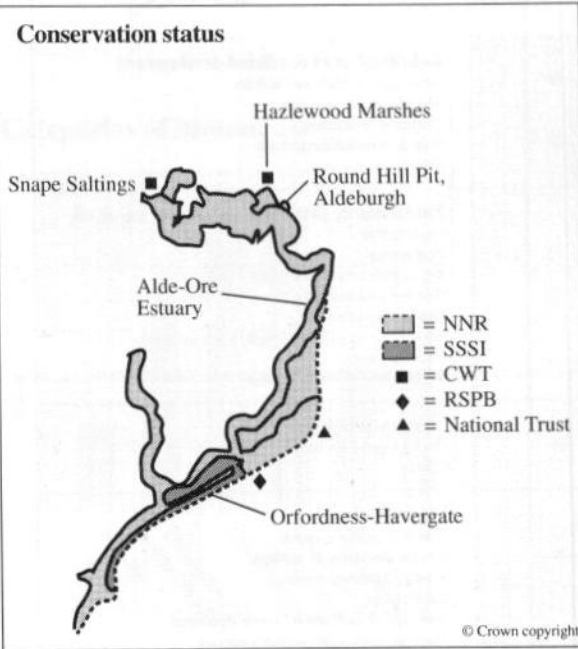 Conservation status
Hazlewood Marshes
Snape Saltings
Round Hill Pit,
Aldeburgh
Alde-Ore
Estuary
= NNR
= SSSI
= CWT
= RSPB
= National Trust
Orfordness-Havergate
© Crown copyright